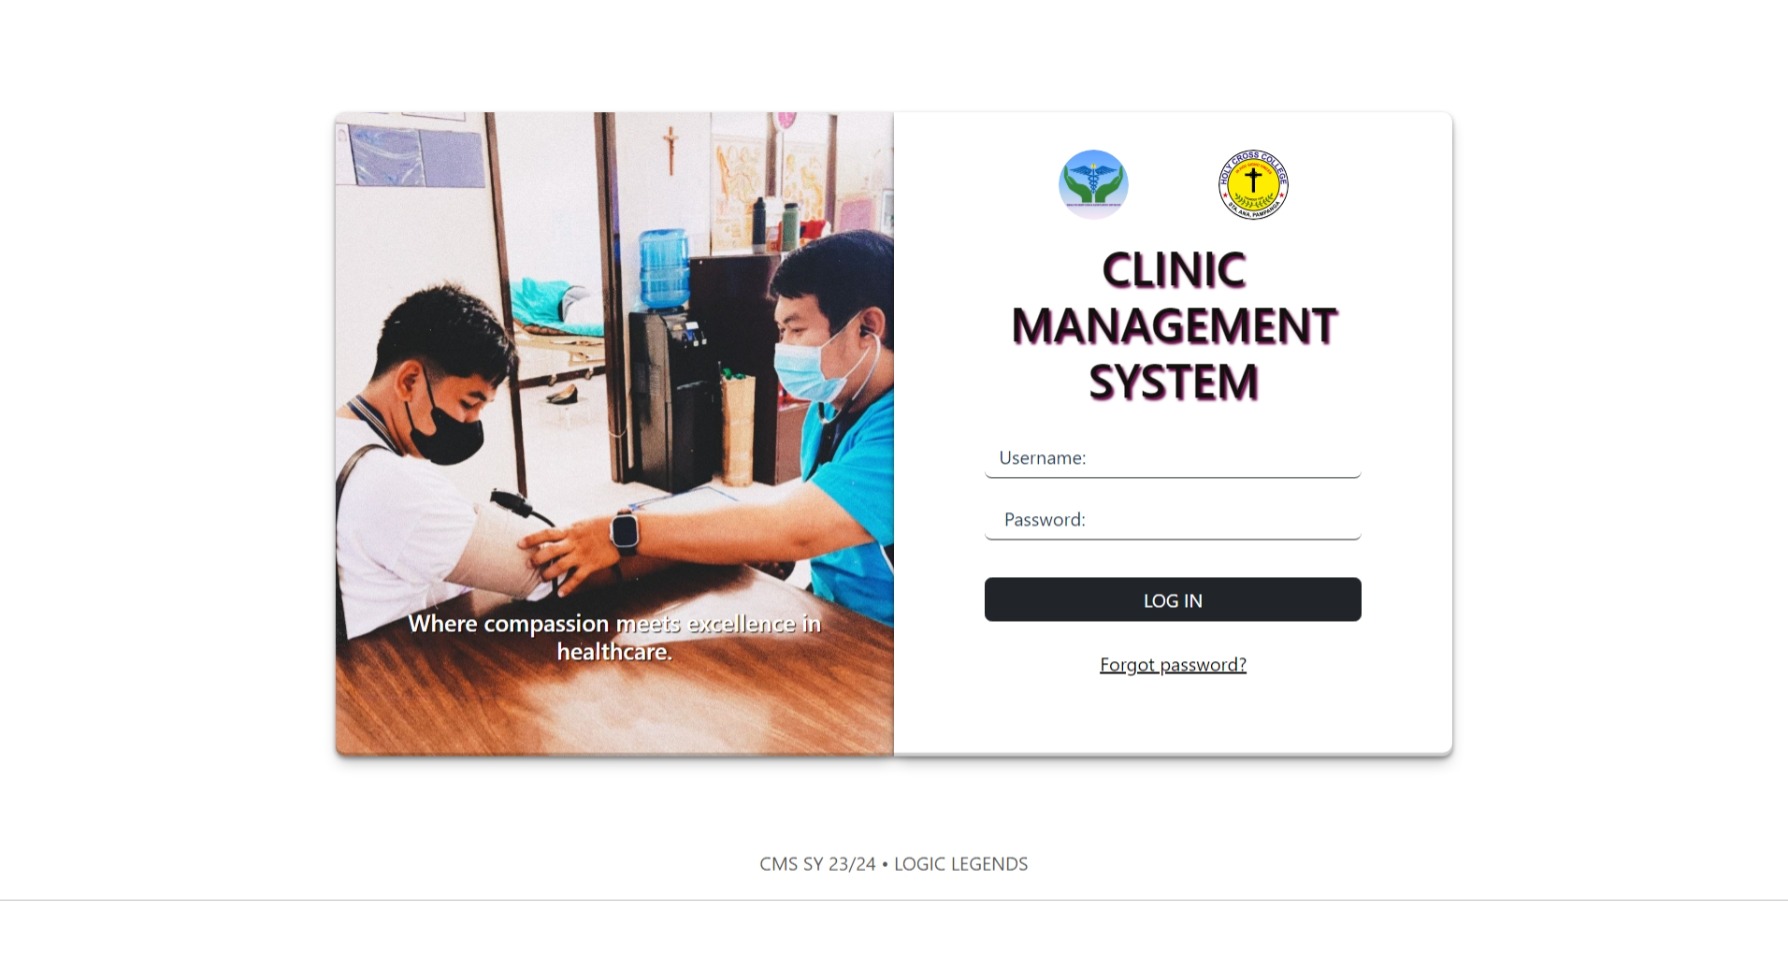 HOLY CROSS COLLEGE
STA. ANA, PAMPANGA
CLINIC
MANAGEMENT
SYSTEM
Username:
Password:
LOG IN
Forgot password?
Where compassion meets excellence in
healthcare.
CMS SY 23/24 • LOGIC LEGENDS